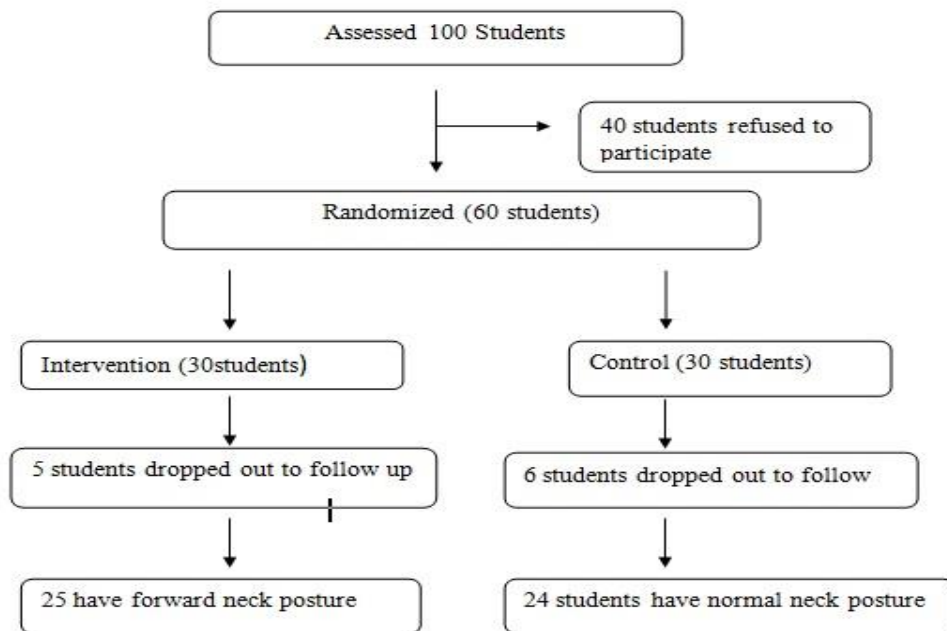 Assessed 100 Students
40 students refused to
participate
Randomized (60 students)
Intervention (30students)
Control (30 students)
5 students dropped out to follow up
6 students dropped out to follow
25 have forward neck posture
24 students have normal neck posture